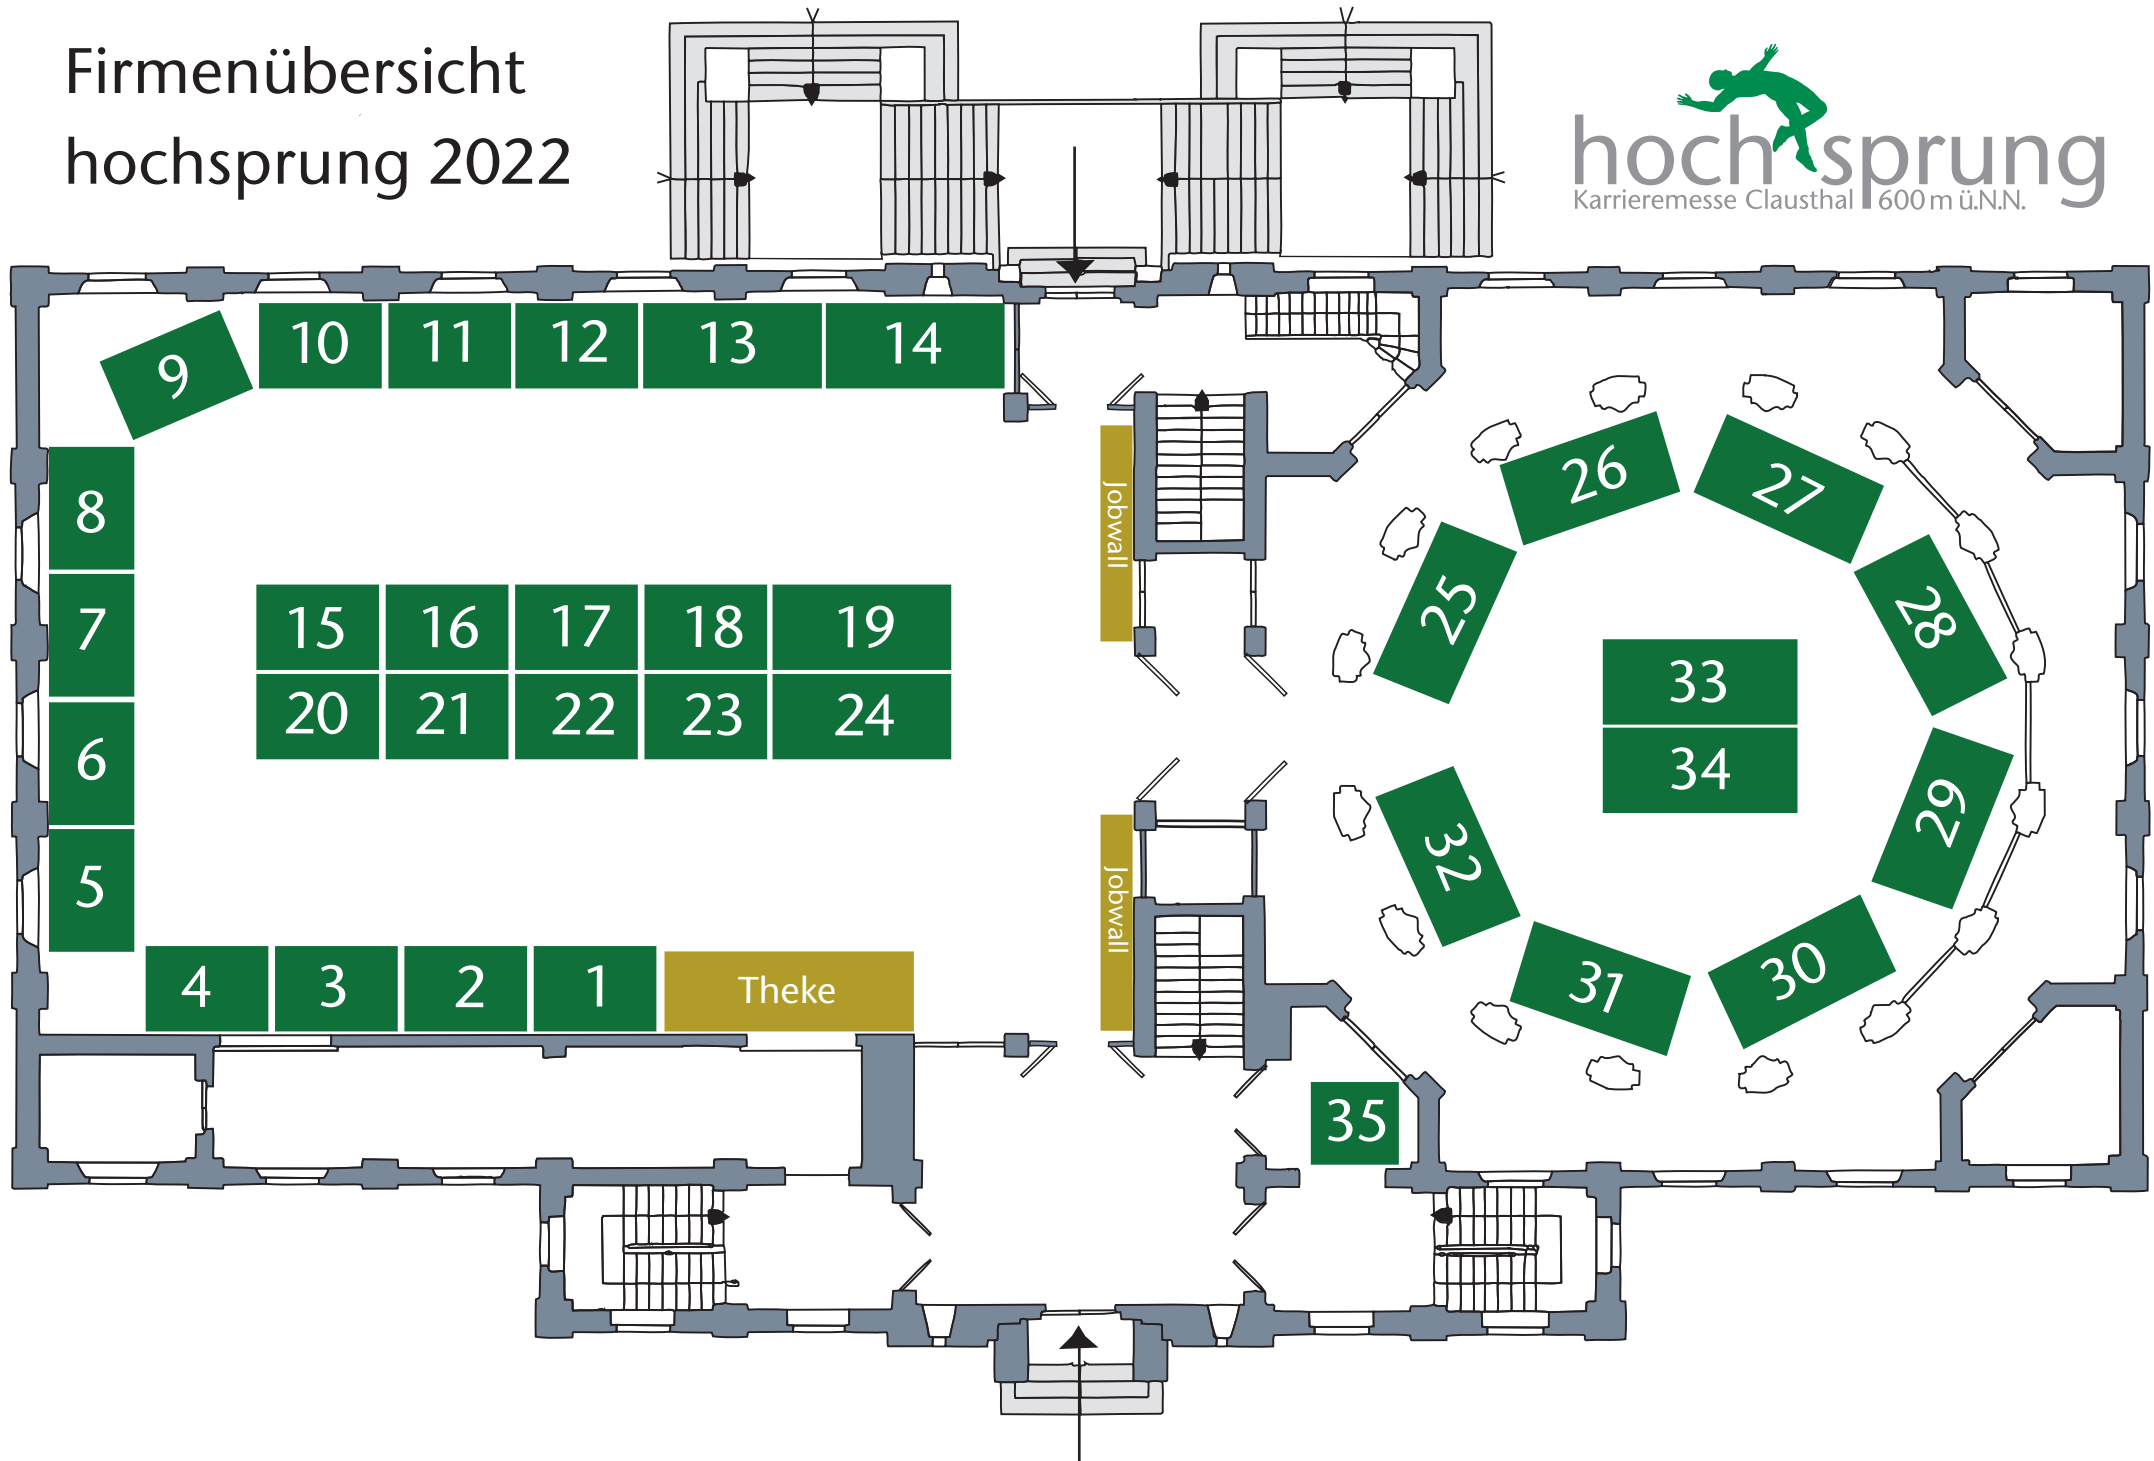 Firmenübersicht
hochsprung 2022
hochsprung
Karrieremesse Clausthal 600 m ü.N.N.
10 11 12 13 14
9
8
7
6
5
15 16 17 18 19
20 21 22 23 24
4 3 2 1 Theke
Jobwall
Jobwall
26 27
25 28
33
34
32 29
31 30
35